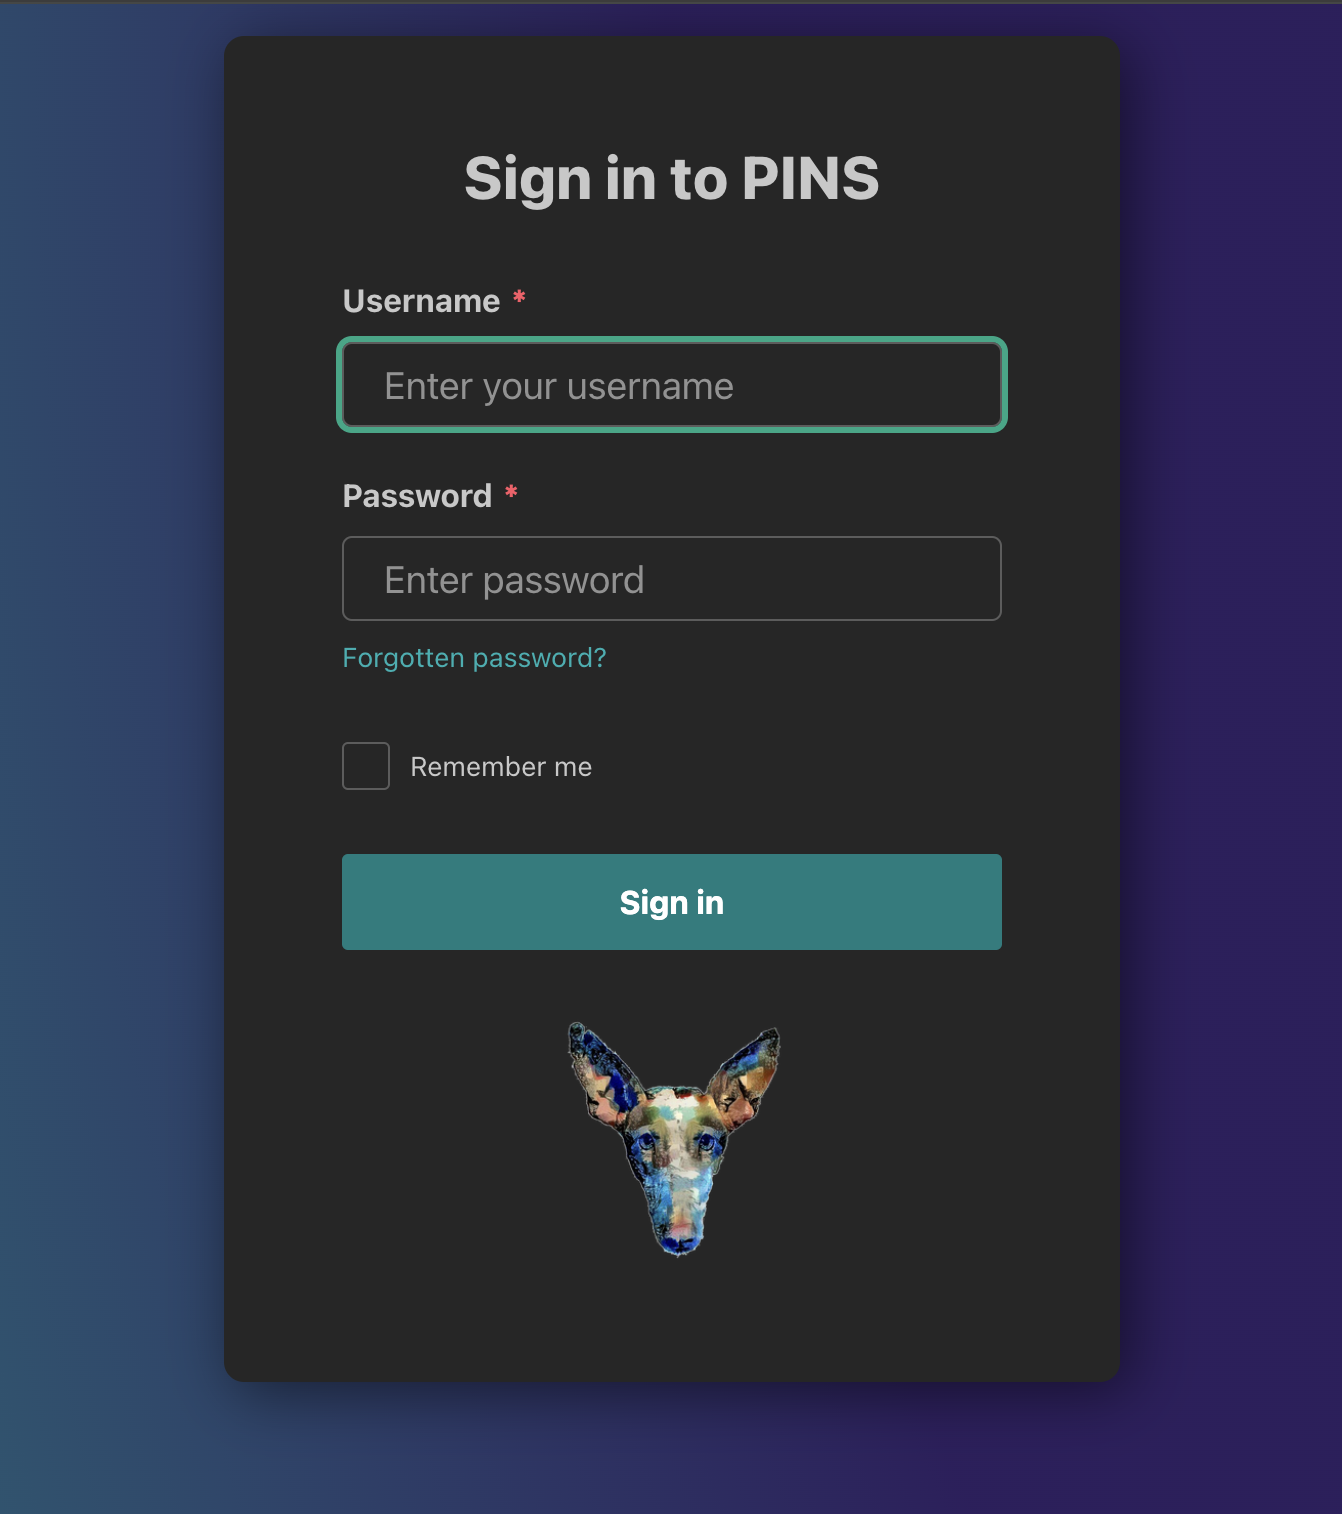 Sign in to PINS
Username *
Enter your username
Password *
Enter password
Forgotten password?
Remember me
Sign in